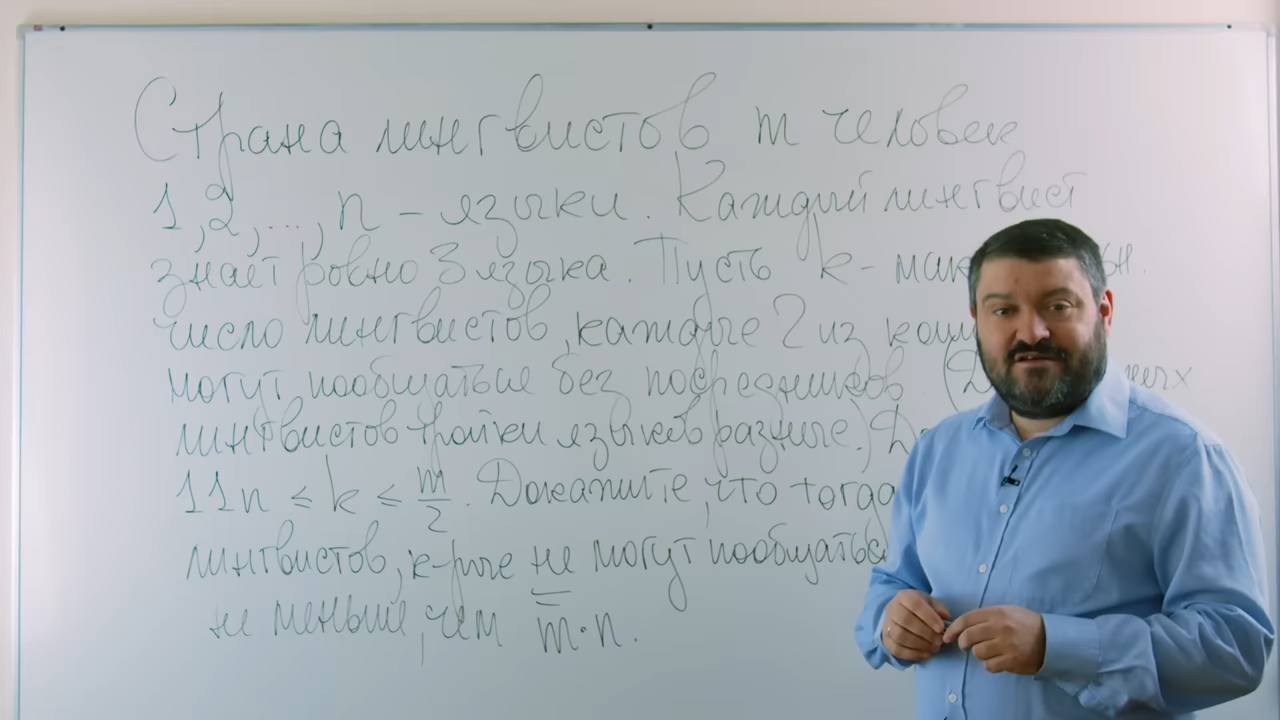 Страна лингвистов m человек
1, 2, ..., n - языки. Каждый лингвист
знает ровно 3 языка. Пусть k -
число лингвистов, каждые 2 из
могут пообщаться без посредников
лингвистов тройки языков разные.)
11n ≤ k ≤ m/2. Докажите, что тогда
лингвистов, к-рые не могут пообщаться
не меньше, чем m·n.